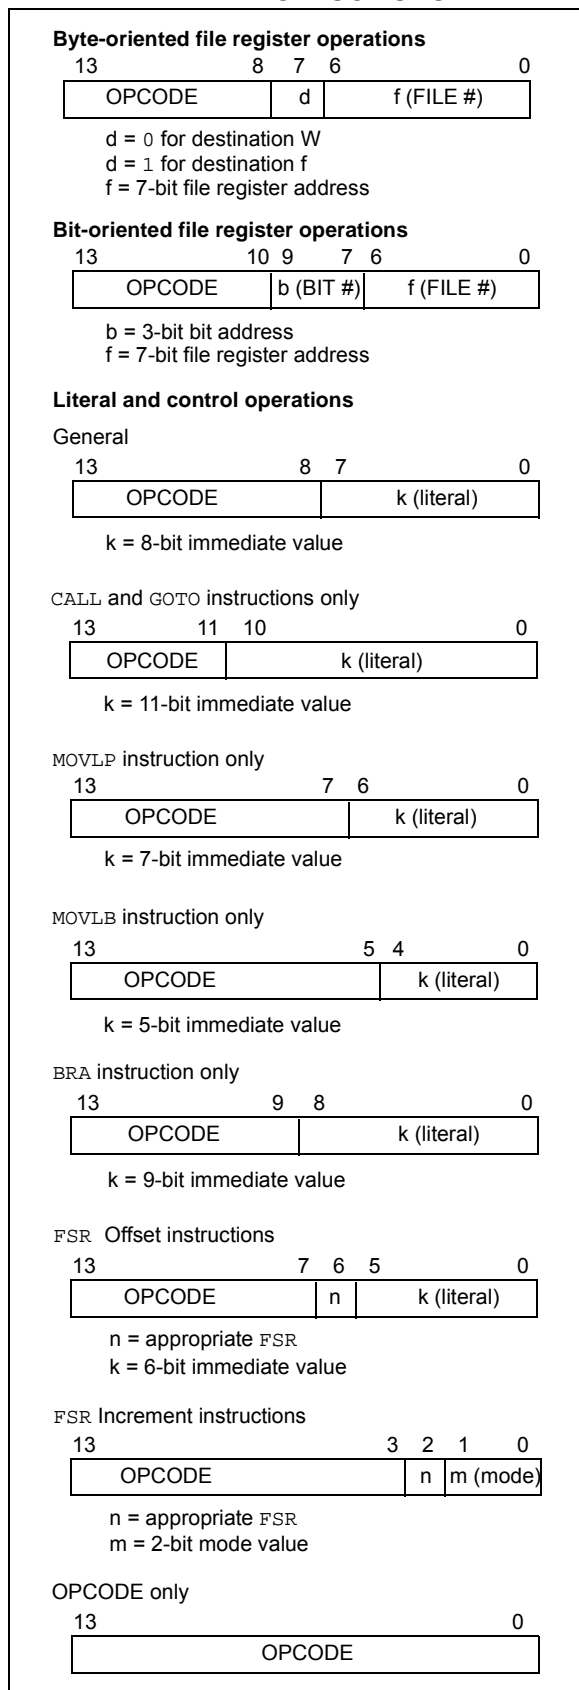 Byte-oriented file register operations
13 8 7 6 0
OPCODE d f (FILE #)
d = 0 for destination W
d = 1 for destination f
f = 7-bit file register address
Bit-oriented file register operations
13 10 9 7 6 0
OPCODE b (BIT #) f (FILE #)
b = 3-bit bit address
f = 7-bit file register address
Literal and control operations
General
13 8 7 0
OPCODE k (literal)
k = 8-bit immediate value
CALL and GOTO instructions only
13 11 10 0
OPCODE k (literal)
k = 11-bit immediate value
MOVLP instruction only
13 7 6 0
OPCODE k (literal)
k = 7-bit immediate value
MOVLB instruction only
13 5 4 0
OPCODE k (literal)
k = 5-bit immediate value
BRA instruction only
13 9 8 0
OPCODE k (literal)
k = 9-bit immediate value
FSR Offset instructions
13 7 6 5 0
OPCODE n k (literal)
n = appropriate FSR
k = 6-bit immediate value
FSR Increment instructions
13 3 2 1 0
OPCODE n m (mode)
n = appropriate FSR
m = 2-bit mode value
OPCODE only
13 0
OPCODE